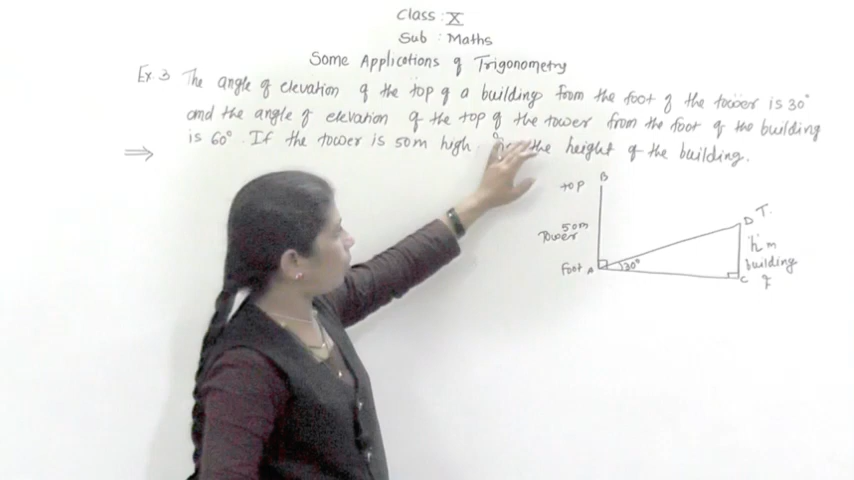 Class : X
Sub : Maths
Some Applications of Trigonometry
Ex. 3 The angle of elevation of the top of a building from the foot of the tower is 30°
and the angle of elevation of the top of the tower from the foot of the building
is 60°. If the tower is 50m high. the height of the building.
B
top
50m
Tower
foot A
30°
D T.
h m
building
C f